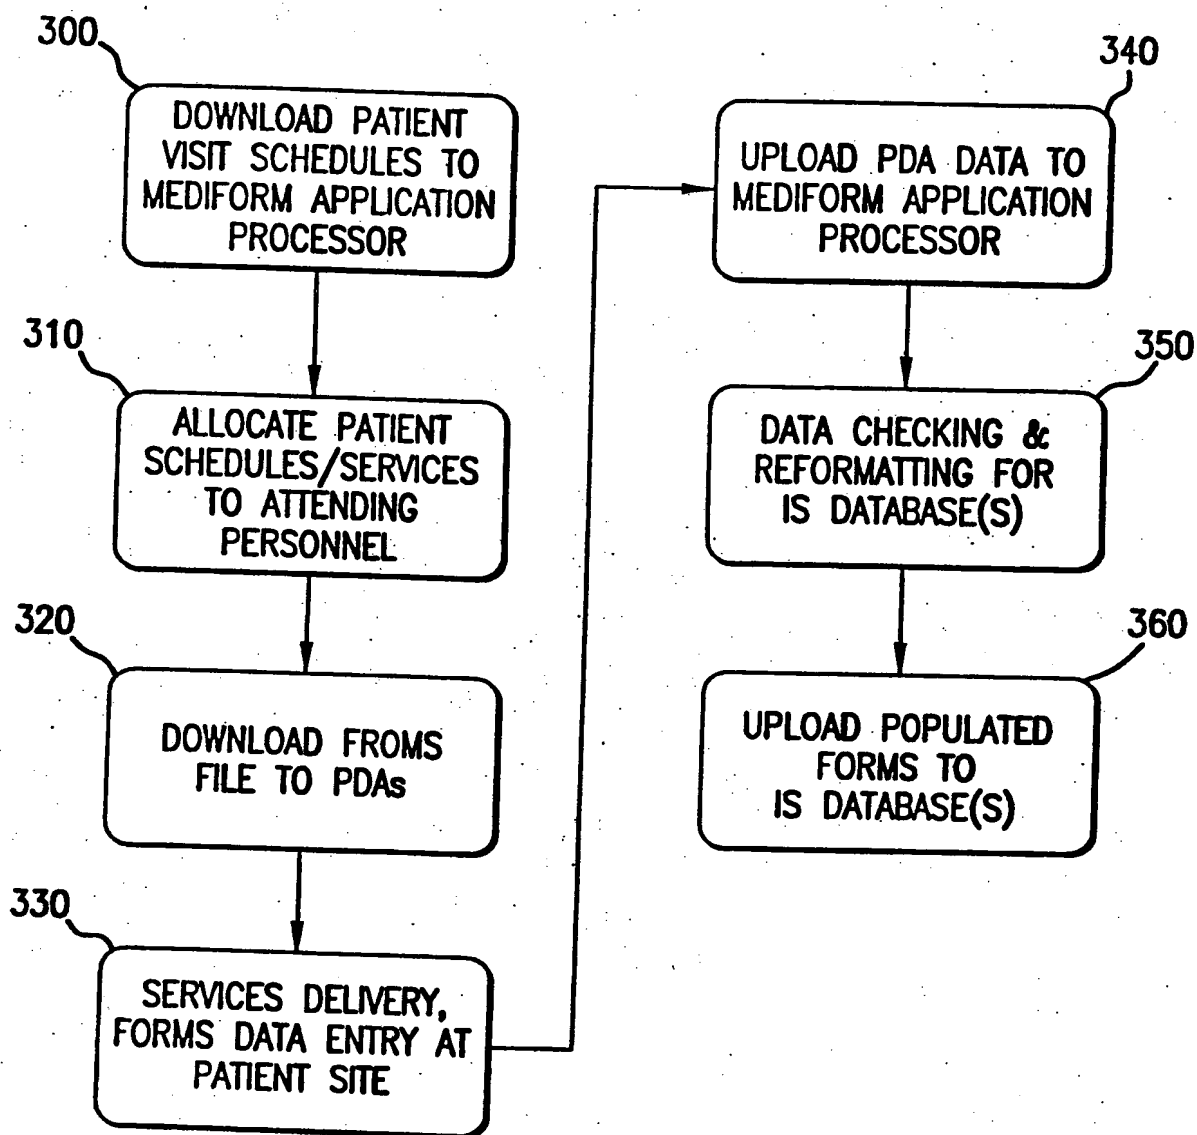 300
DOWNLOAD PATIENT
VISIT SCHEDULES TO
MEDIFORM APPLICATION
PROCESSOR
310
ALLOCATE PATIENT
SCHEDULES/SERVICES
TO ATTENDING
PERSONNEL
320
DOWNLOAD FROMS
FILE TO PDAs
330
SERVICES DELIVERY,
FORMS DATA ENTRY AT
PATIENT SITE
340
UPLOAD PDA DATA TO
MEDIFORM APPLICATION
PROCESSOR
350
DATA CHECKING &
REFORMATTING FOR
IS DATABASE(S)
360
UPLOAD POPULATED
FORMS TO
IS DATABASE(S)